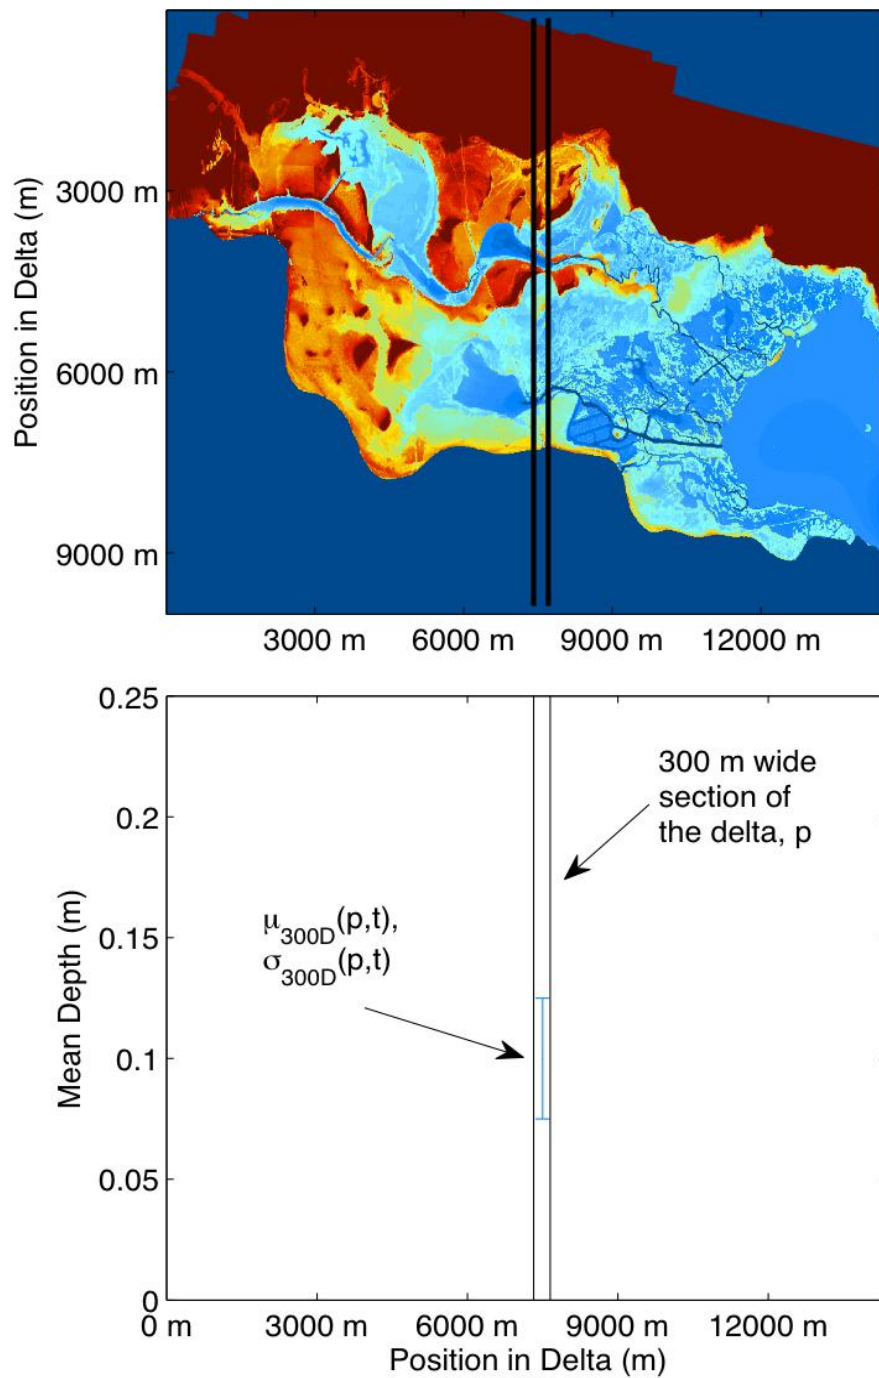 Position in Delta (m)
3000 m
6000 m
9000 m
3000 m 6000 m 9000 m 12000 m
Mean Depth (m)
0.25
0.2
0.15
0.1
0.05
0
300 m wide
section of
the delta, p
μ300D(p,t),
σ300D(p,t)
0 m 3000 m 6000 m 9000 m 12000 m
Position in Delta (m)